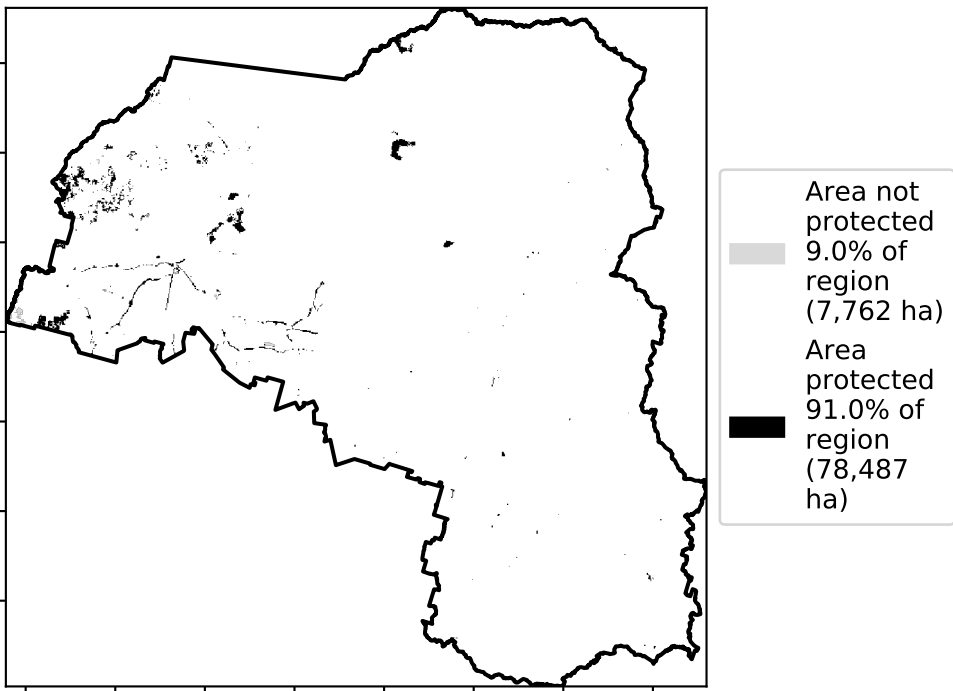 Area not
protected
9.0% of
region
(7,762 ha)
Area
protected
91.0% of
region
(78,487
ha)